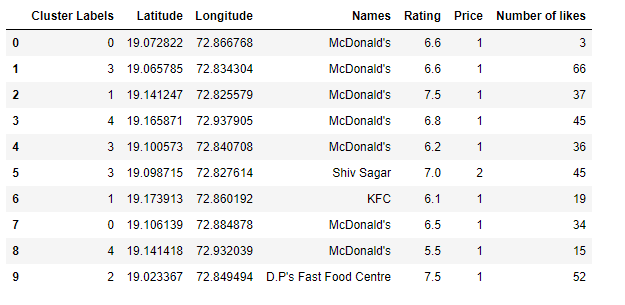 Cluster Labels Latitude Longitude Names Rating Price Number of likes
0 0 19.072822 72.866768 McDonald's 6.6 1 3
1 3 19.065785 72.834304 McDonald's 6.6 1 66
2 1 19.141247 72.825579 McDonald's 7.5 1 37
3 4 19.165871 72.937905 McDonald's 6.8 1 45
4 3 19.100573 72.840708 McDonald's 6.2 1 36
5 3 19.098715 72.827614 Shiv Sagar 7.0 2 45
6 1 19.173913 72.860192 KFC 6.1 1 19
7 0 19.106139 72.884878 McDonald's 6.5 1 34
8 4 19.141418 72.932039 McDonald's 5.5 1 15
9 2 19.023367 72.849494 D.P's Fast Food Centre 7.5 1 52